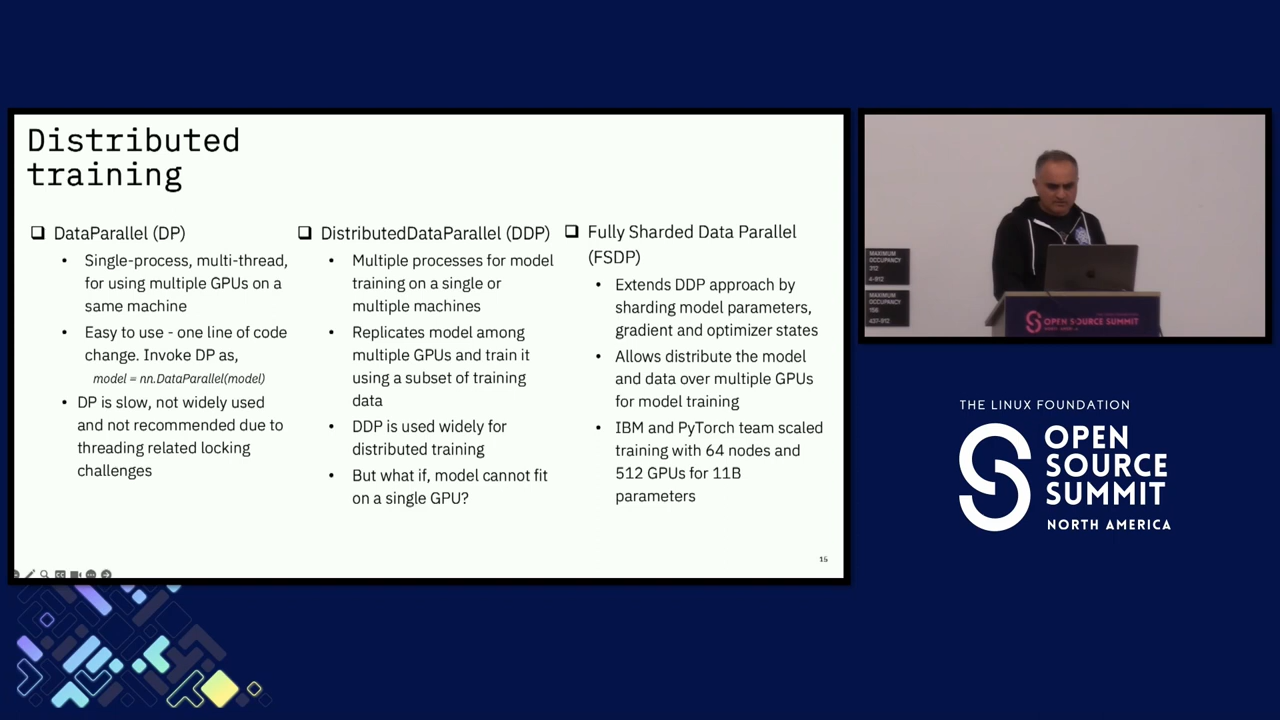 Distributed
training
DataParallel (DP)
• Single-process, multi-thread,
for using multiple GPUs on a
same machine
• Easy to use - one line of code
change. Invoke DP as,
model = nn.DataParallel(model)
• DP is slow, not widely used
and not recommended due to
threading related locking
challenges
DistributedDataParallel (DDP)
• Multiple processes for model
training on a single or
multiple machines
• Replicates model among
multiple GPUs and train it
using a subset of training
data
• DDP is used widely for
distributed training
• But what if, model cannot fit
on a single GPU?
Fully Sharded Data Parallel
(FSDP)
• Extends DDP approach by
sharding model parameters,
gradient and optimizer states
• Allows distribute the model
and data over multiple GPUs
for model training
• IBM and PyTorch team scaled
training with 64 nodes and
512 GPUs for 11B
parameters
15
MAXIMUM
OCCUPANCY
MAXIMUM
OCCUPANCY
OPEN SOURCE SUMMIT
THE LINUX FOUNDATION
OPEN
SOURCE
SUMMIT
NORTH AMERICA